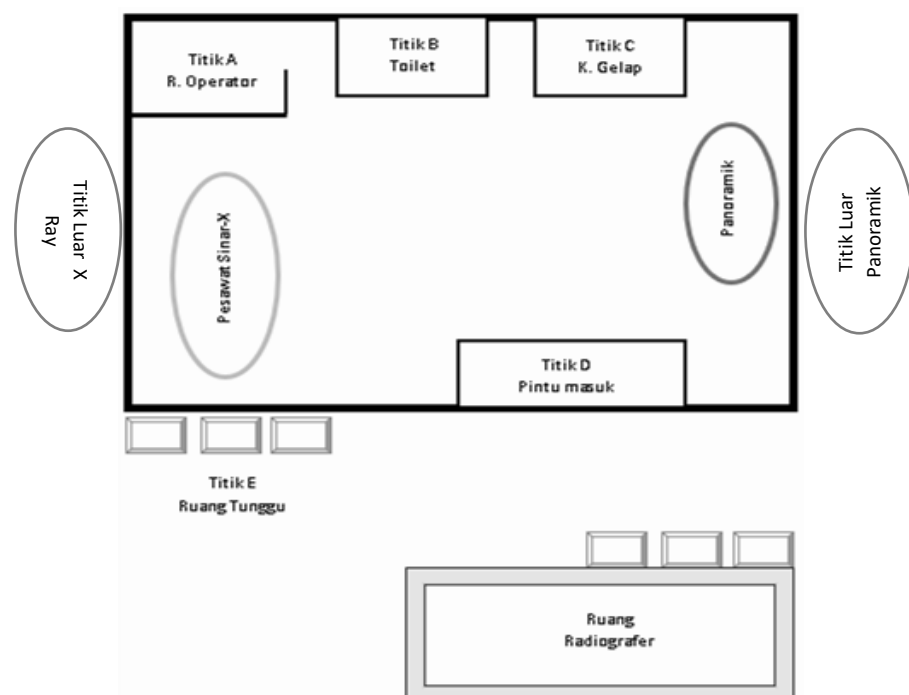 Titik A
R. Operator
Titik B
Toilet
Titik C
K. Gelap
Titik Luar X
Ray
Pesawat Sinar-X
Panoramik
Titik Luar
Panoramik
Titik D
Pintu masuk
Titik E
Ruang Tunggu
Ruang
Radiografer